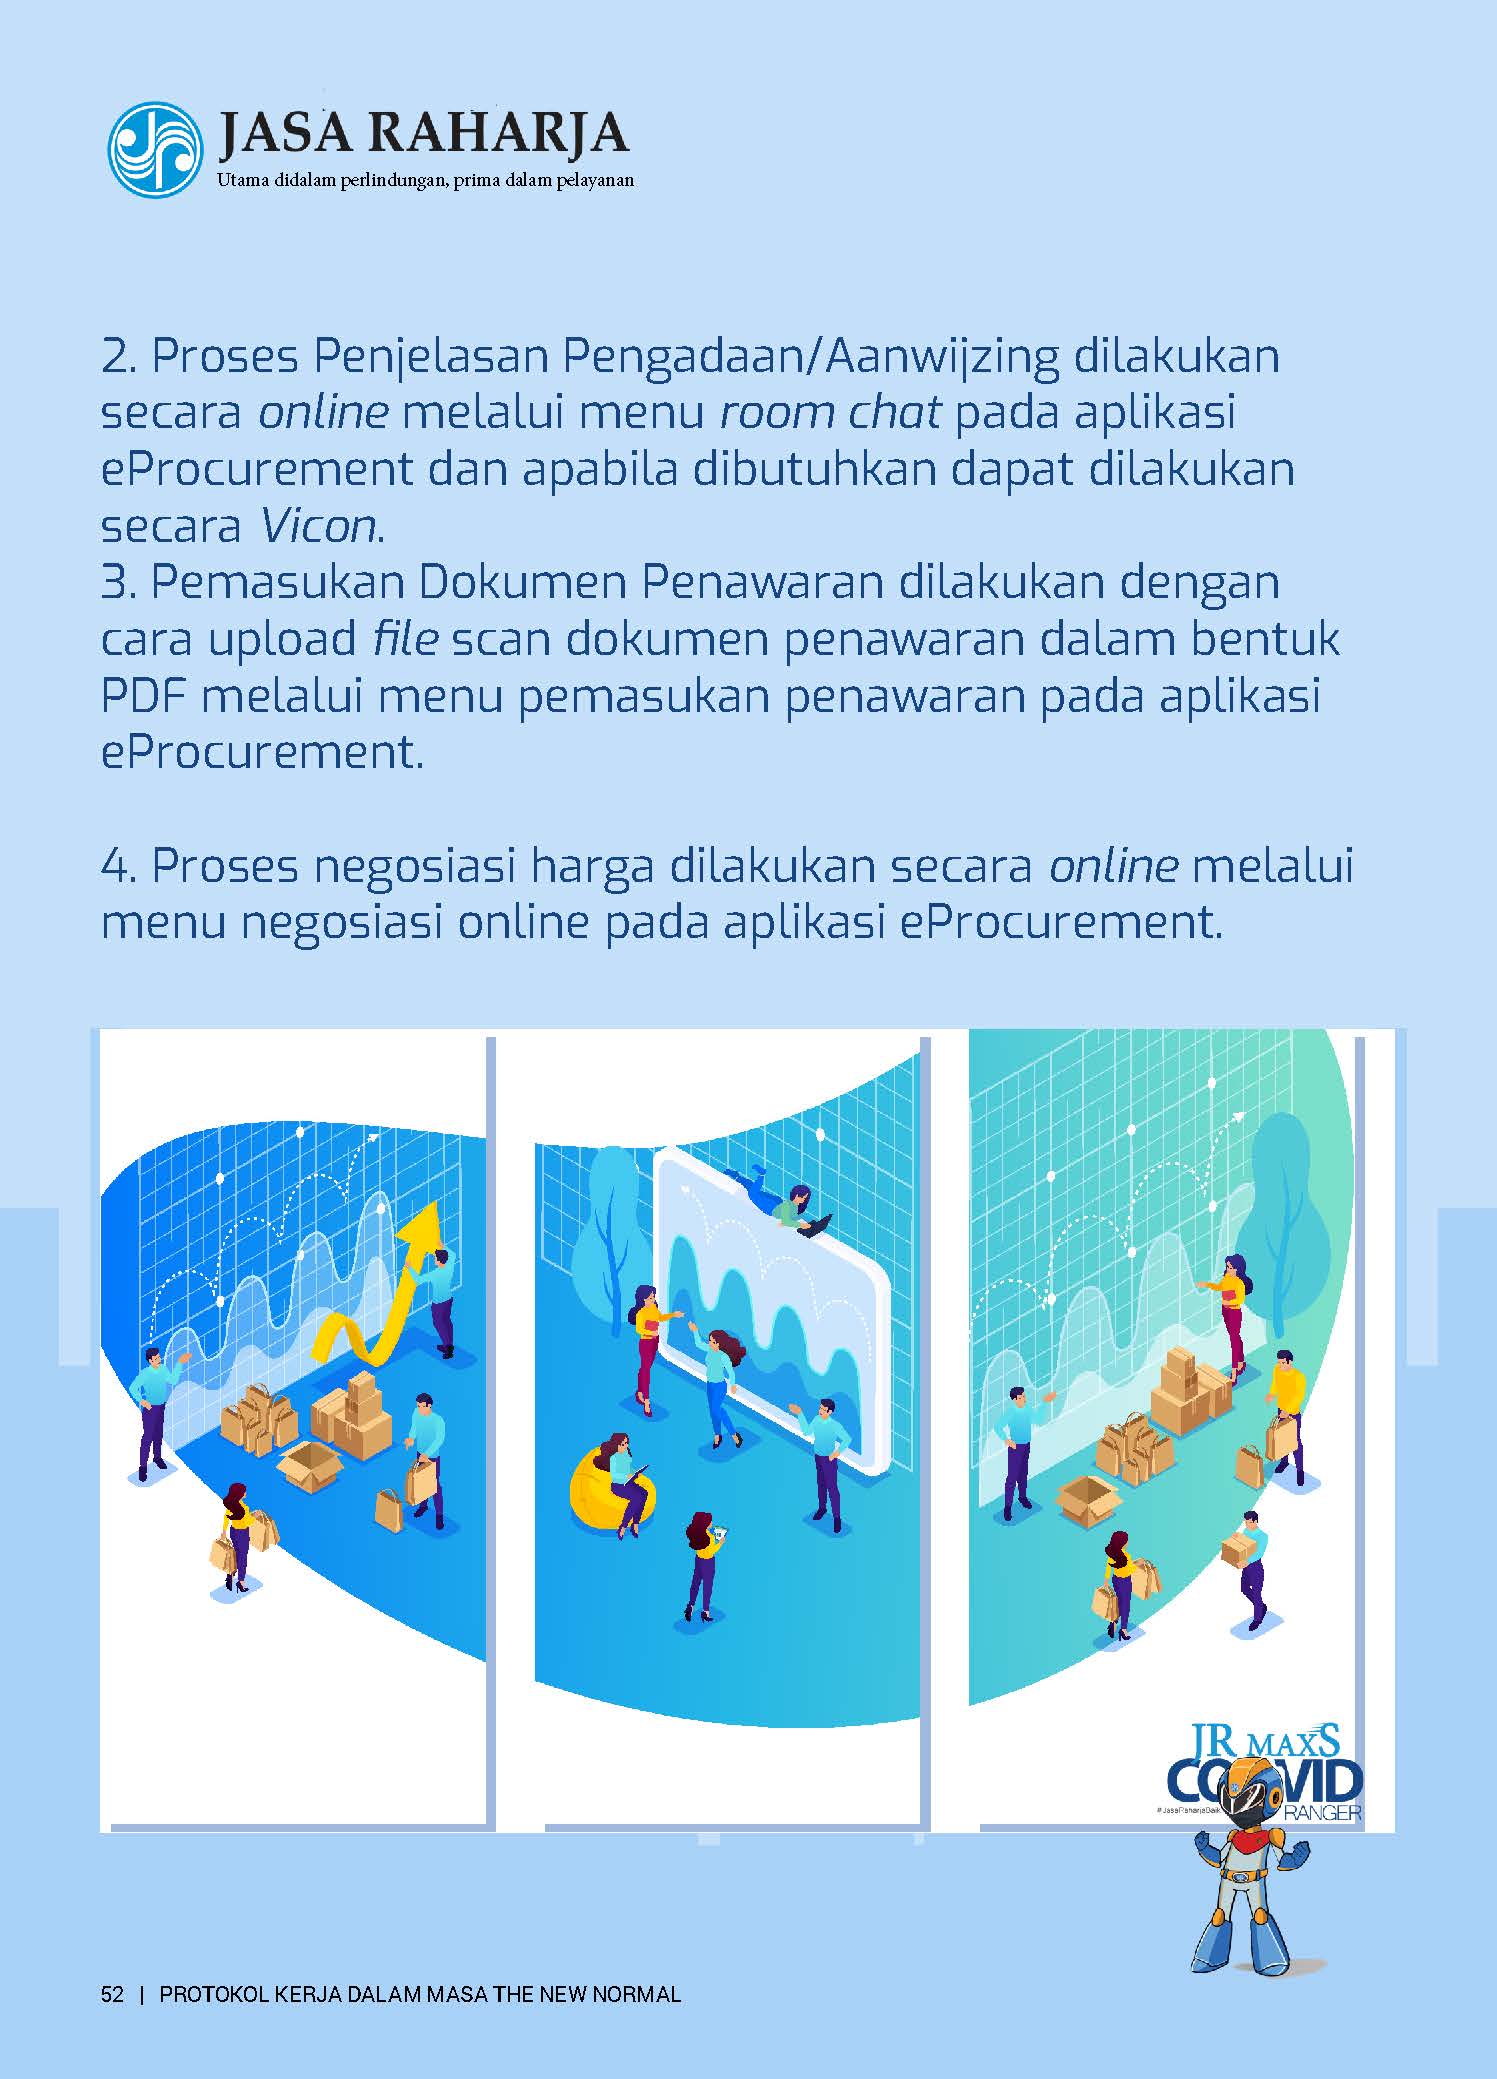 JASA RAHARJA
Utama didalam perlindungan, prima dalam pelayanan
2. Proses Penjelasan Pengadaan/Aanwijzing dilakukan
secara online melalui menu room chat pada aplikasi
eProcurement dan apabila dibutuhkan dapat dilakukan
secara Vicon.
3. Pemasukan Dokumen Penawaran dilakukan dengan
cara upload file scan dokumen penawaran dalam bentuk
PDF melalui menu pemasukan penawaran pada aplikasi
eProcurement.
4. Proses negosiasi harga dilakukan secara online melalui
menu negosiasi online pada aplikasi eProcurement.
JR MAXS
COVID
#JasaRaharjaBaik
RANGER
52 | PROTOKOL KERJA DALAM MASA THE NEW NORMAL